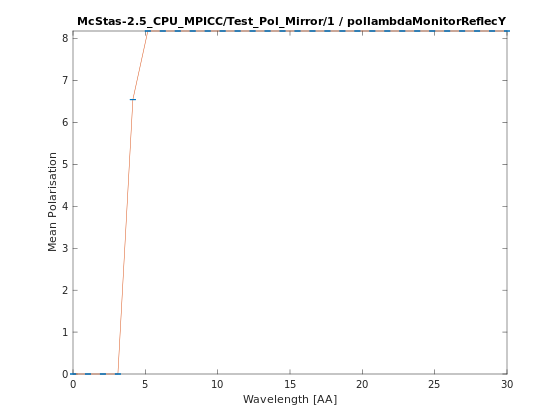 McStas-2.5_CPU_MPICC/Test_Pol_Mirror/1 / pollambdaMonitorReflecY
8
7
6
5
4
3
2
1
0
Mean Polarisation
0 5 10 15 20 25 30
Wavelength [AA]